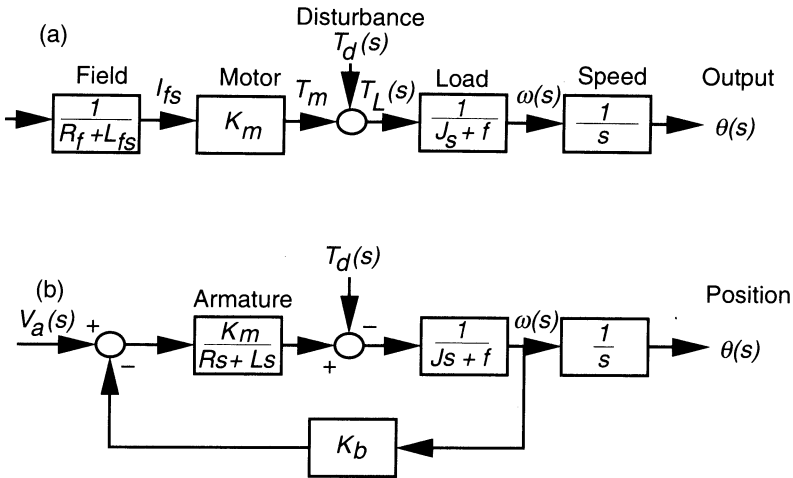 (a)
Disturbance
T_d(s)
Field
I_fs
Motor
T_m
T_L(s)
Load
ω(s)
Speed
Output
1
R_f + L_fs
K_m
1
J_s + f
1
s
θ(s)
(b)
V_a(s)
+
−
Armature
K_m
Rs + Ls
+
T_d(s)
−
1
Js + f
ω(s)
1
s
Position
θ(s)
K_b